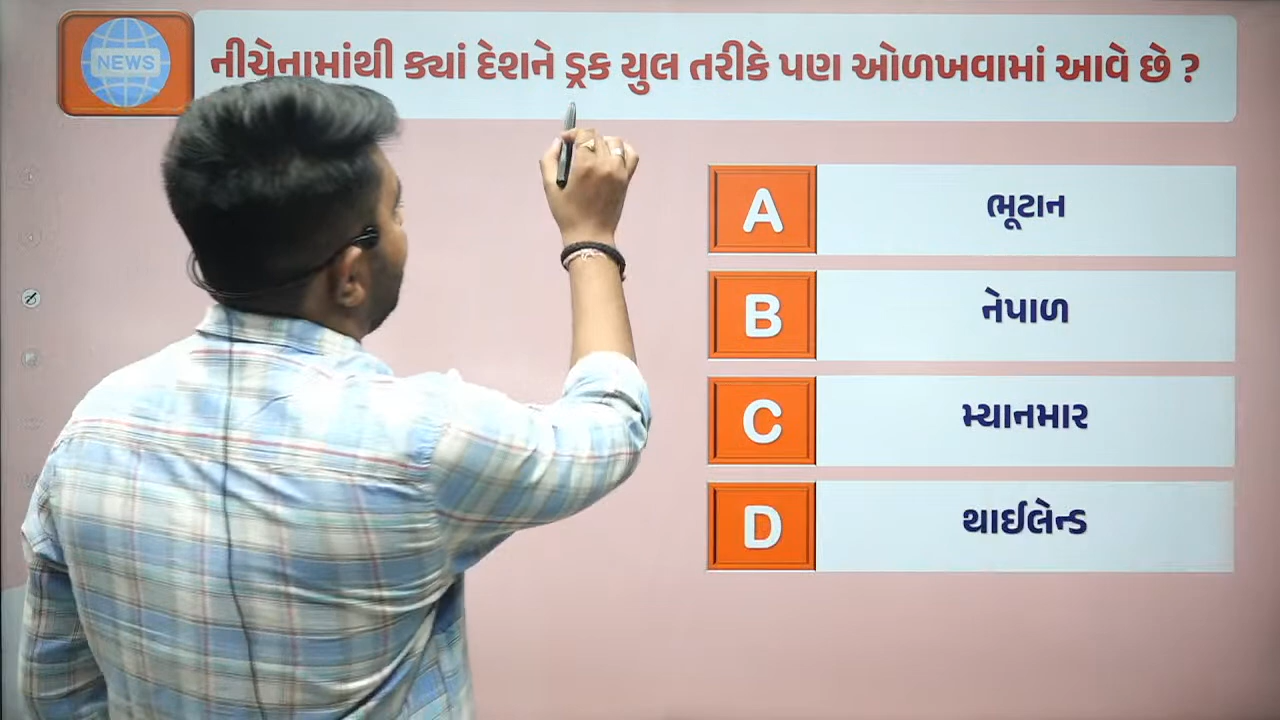 NEWS
નીચેનામાંથી ક્યાં દેશને ડ્રક યુલ તરીકે પણ ઓળખવામાં આવે છે ?
A
ભૂટાન
B
નેપાળ
C
મ્યાનમાર
D
થાઈલેન્ડ